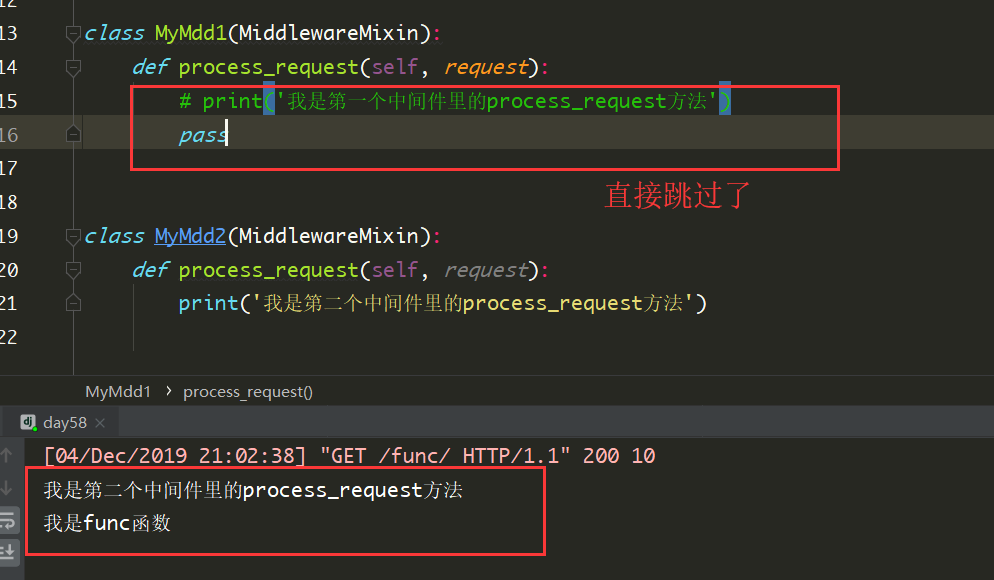 12
13 class MyMdd1(MiddlewareMixin):
14 def process_request(self, request):
15 # print('我是第一个中间件里的process_request方法')
16 pass
17
直接跳过了
18
19 class MyMdd2(MiddlewareMixin):
20 def process_request(self, request):
21 print('我是第二个中间件里的process_request方法')
22
MyMdd1 › process_request()
dj day58 ×
[04/Dec/2019 21:02:38] "GET /func/ HTTP/1.1" 200 10
我是第二个中间件里的process_request方法
我是func函数